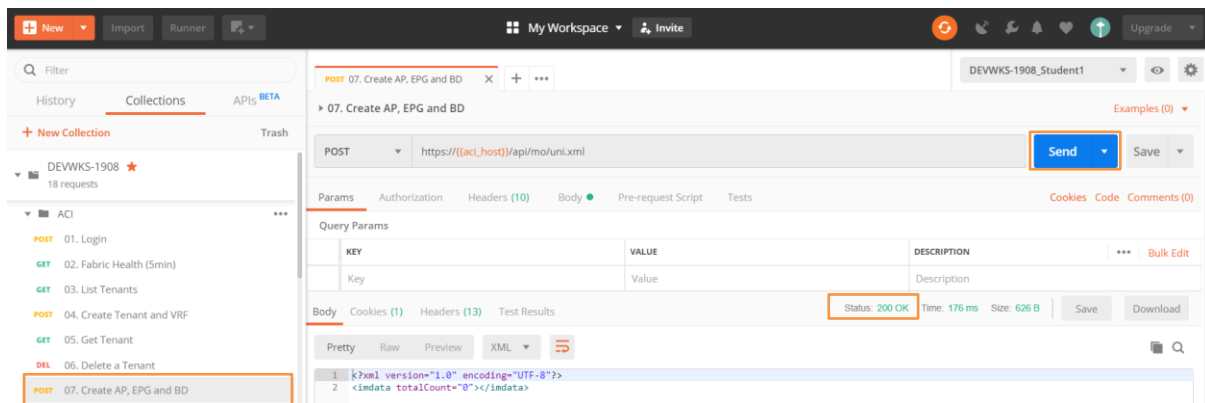 New Import Runner My Workspace Invite Upgrade
Filter
History Collections APIs BETA
+ New Collection Trash
DEVWKS-1908
18 requests
ACI
POST 01. Login
GET 02. Fabric Health (5min)
GET 03. List Tenants
POST 04. Create Tenant and VRF
GET 05. Get Tenant
DEL 06. Delete a Tenant
POST 07. Create AP, EPG and BD
POST 07. Create AP, EPG and BD X + ••• DEVWKS-1908_Student1
07. Create AP, EPG and BD Examples (0)
POST https://{{aci_host}}/api/mo/uni.xml Send Save
Params Authorization Headers (10) Body Pre-request Script Tests Cookies Code Comments (0)
Query Params
KEY VALUE DESCRIPTION ••• Bulk Edit
Key Value Description
Body Cookies (1) Headers (13) Test Results Status: 200 OK Time: 176 ms Size: 626 B Save Download
Pretty Raw Preview XML
1 <?xml version="1.0" encoding="UTF-8"?>
2 <imdata totalCount="0"></imdata>